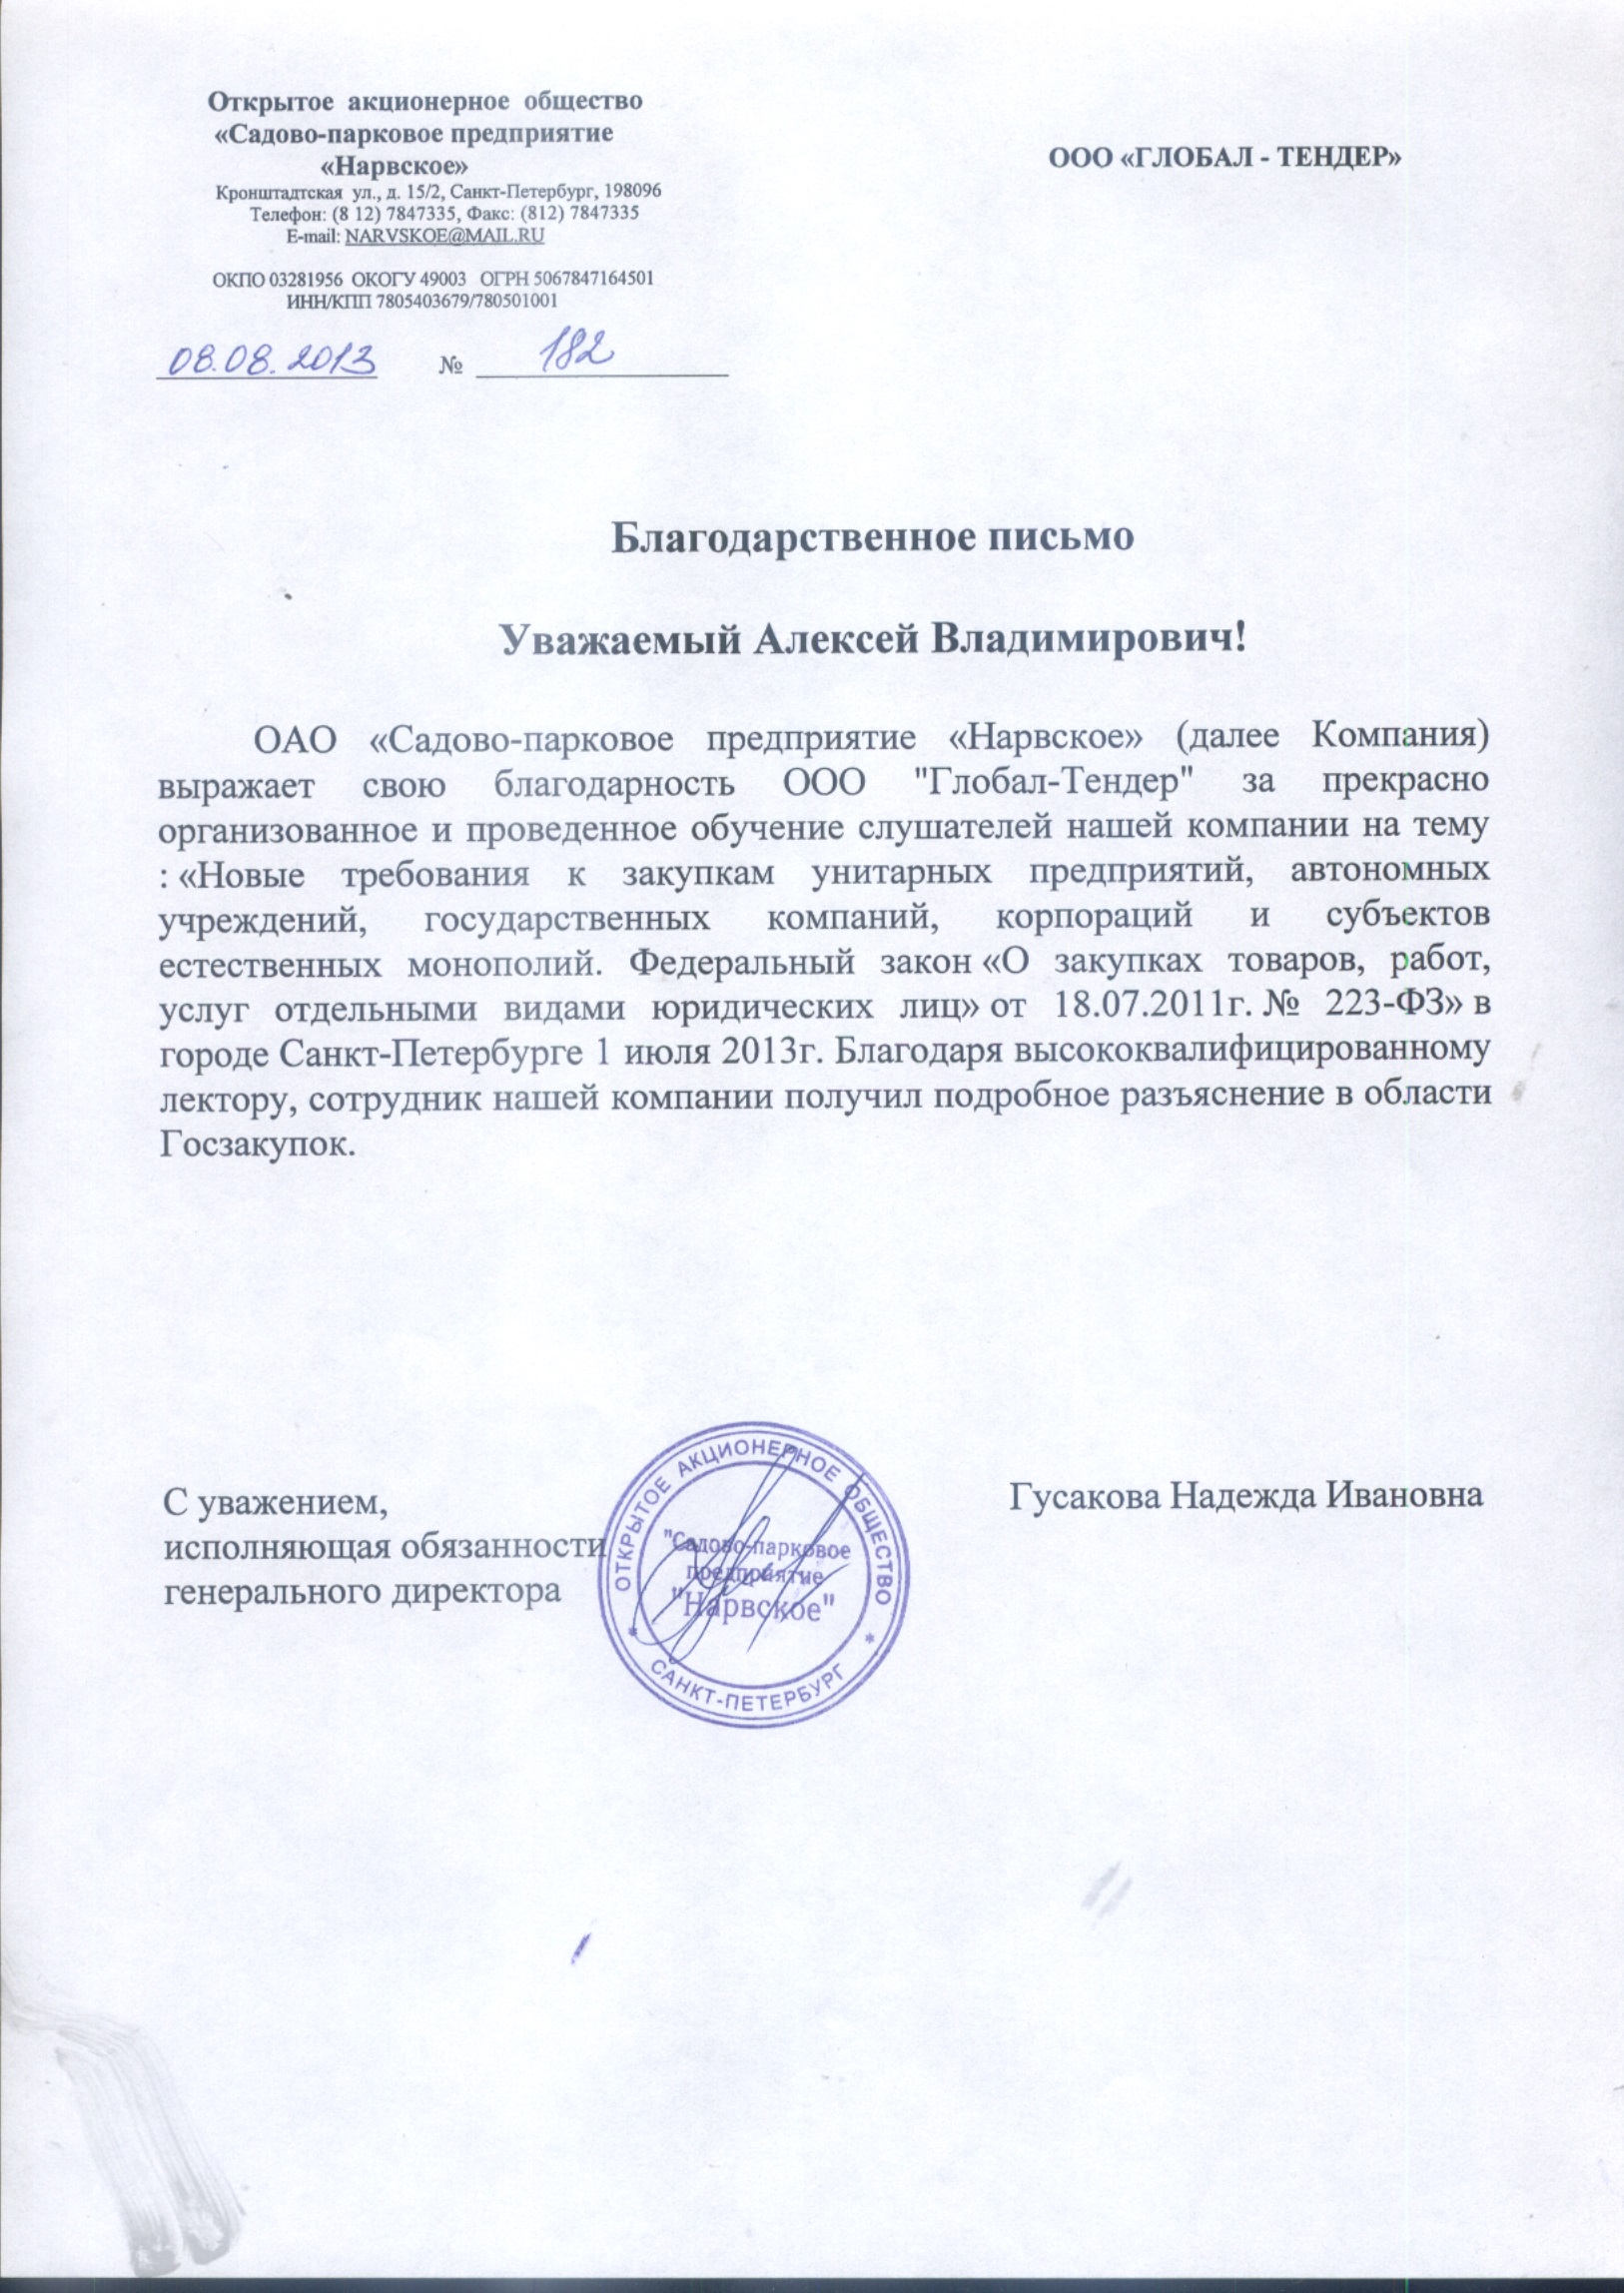 Открытое акционерное общество
«Садово-парковое предприятие
«Нарвское»
Кронштадтская ул., д. 15/2, Санкт-Петербург, 198096
Телефон: (8 12) 7847335, Факс: (812) 7847335
E-mail: NARVSKOE@MAIL.RU
ОКПО 03281956 ОКОГУ 49003 ОГРН 5067847164501
ИНН/КПП 7805403679/780501001
08.08.2013 № 182
ООО «ГЛОБАЛ - ТЕНДЕР»
Благодарственное письмо
Уважаемый Алексей Владимирович!
ОАО «Садово-парковое предприятие «Нарвское» (далее Компания)
выражает свою благодарность ООО "Глобал-Тендер" за прекрасно
организованное и проведенное обучение слушателей нашей компании на тему
: «Новые требования к закупкам унитарных предприятий, автономных
учреждений, государственных компаний, корпораций и субъектов
естественных монополий. Федеральный закон «О закупках товаров, работ,
услуг отдельными видами юридических лиц» от 18.07.2011г. № 223-ФЗ» в
городе Санкт-Петербурге 1 июля 2013г. Благодаря высококвалифицированному
лектору, сотрудник нашей компании получил подробное разъяснение в области
Госзакупок.
С уважением,
исполняющая обязанности
генерального директора
ОТКРЫТОЕ АКЦИОНЕРНОЕ ОБЩЕСТВО
"Садово-парковое
предприятие
"Нарвское"
* САНКТ-ПЕТЕРБУРГ *
Гусакова Надежда Ивановна